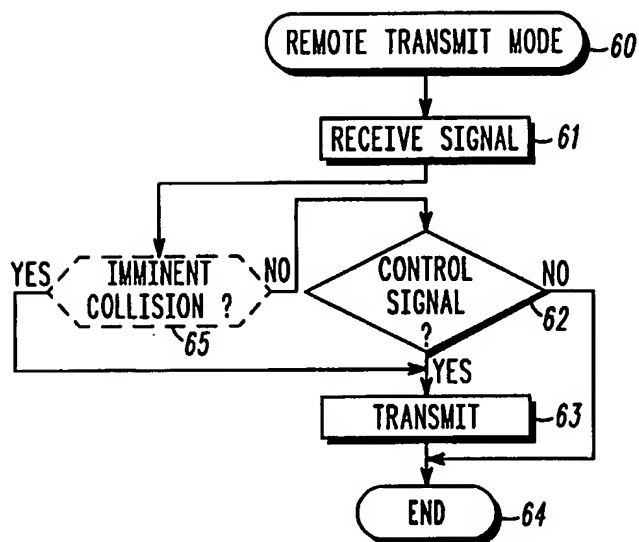 REMOTE TRANSMIT MODE
60
RECEIVE SIGNAL
61
YES
IMMINENT
COLLISION ?
65
NO
CONTROL
SIGNAL
?
NO
62
YES
TRANSMIT
63
END
64